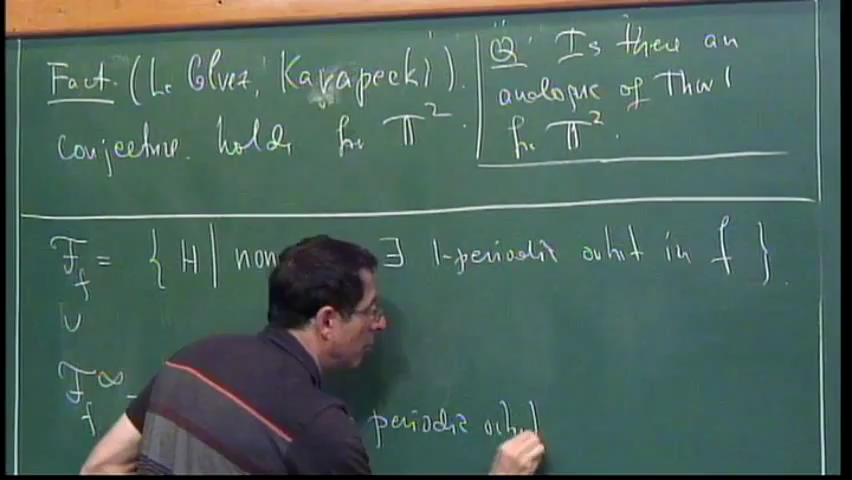 Fact. (Le Calvez, Karapecki).
conjecture. holds for 𝕋².
"Q" Is there an
analogue of Thm 1
for 𝕋².
ℱ_f = { H | non ∃ 1-periodic orbit in f }.
∪
ℱ_f^∞ = periodic orbit